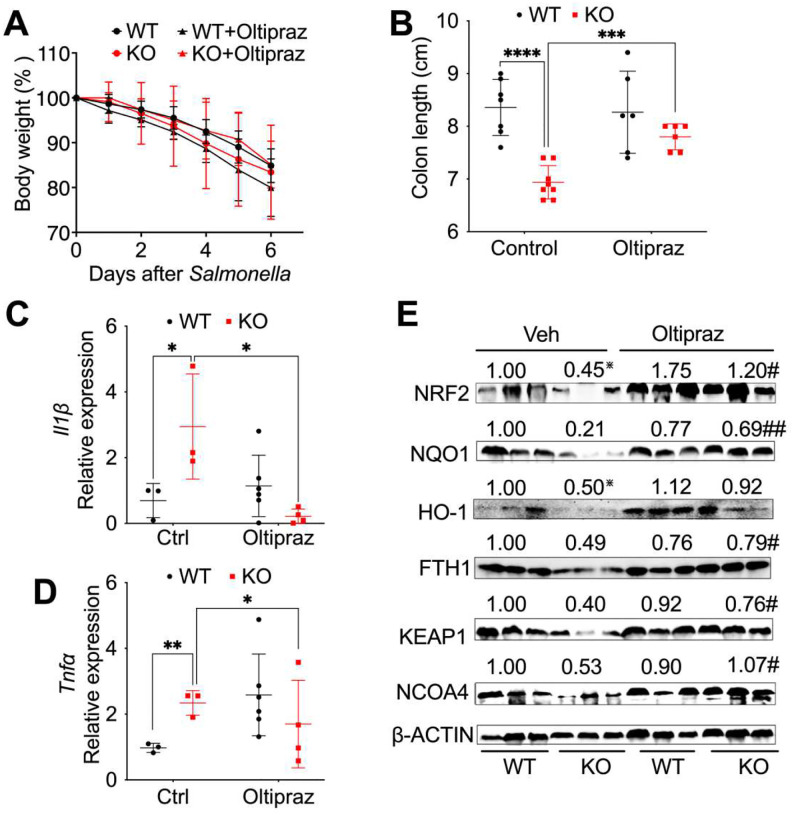 A
WT WT+Oltipraz
KO KO+Oltipraz
Body weight (%)
100
90
80
70
0 2 4 6
Days after Salmonella
B
WT KO
Colon length (cm)
10
9
8
7
6
**** ***
Control Oltipraz
C
WT KO
Il1β
Relative expression
6
4
2
0
* *
Ctrl Oltipraz
D
WT KO
Tnfα
Relative expression
6
4
2
0
** *
Ctrl Oltipraz
E
Veh Oltipraz
1.00 0.45* 1.75 1.20#
NRF2
1.00 0.21 0.77 0.69##
NQO1
1.00 0.50* 1.12 0.92
HO-1
1.00 0.49 0.76 0.79#
FTH1
1.00 0.40 0.92 0.76#
KEAP1
1.00 0.53 0.90 1.07#
NCOA4
β-ACTIN
WT KO WT KO